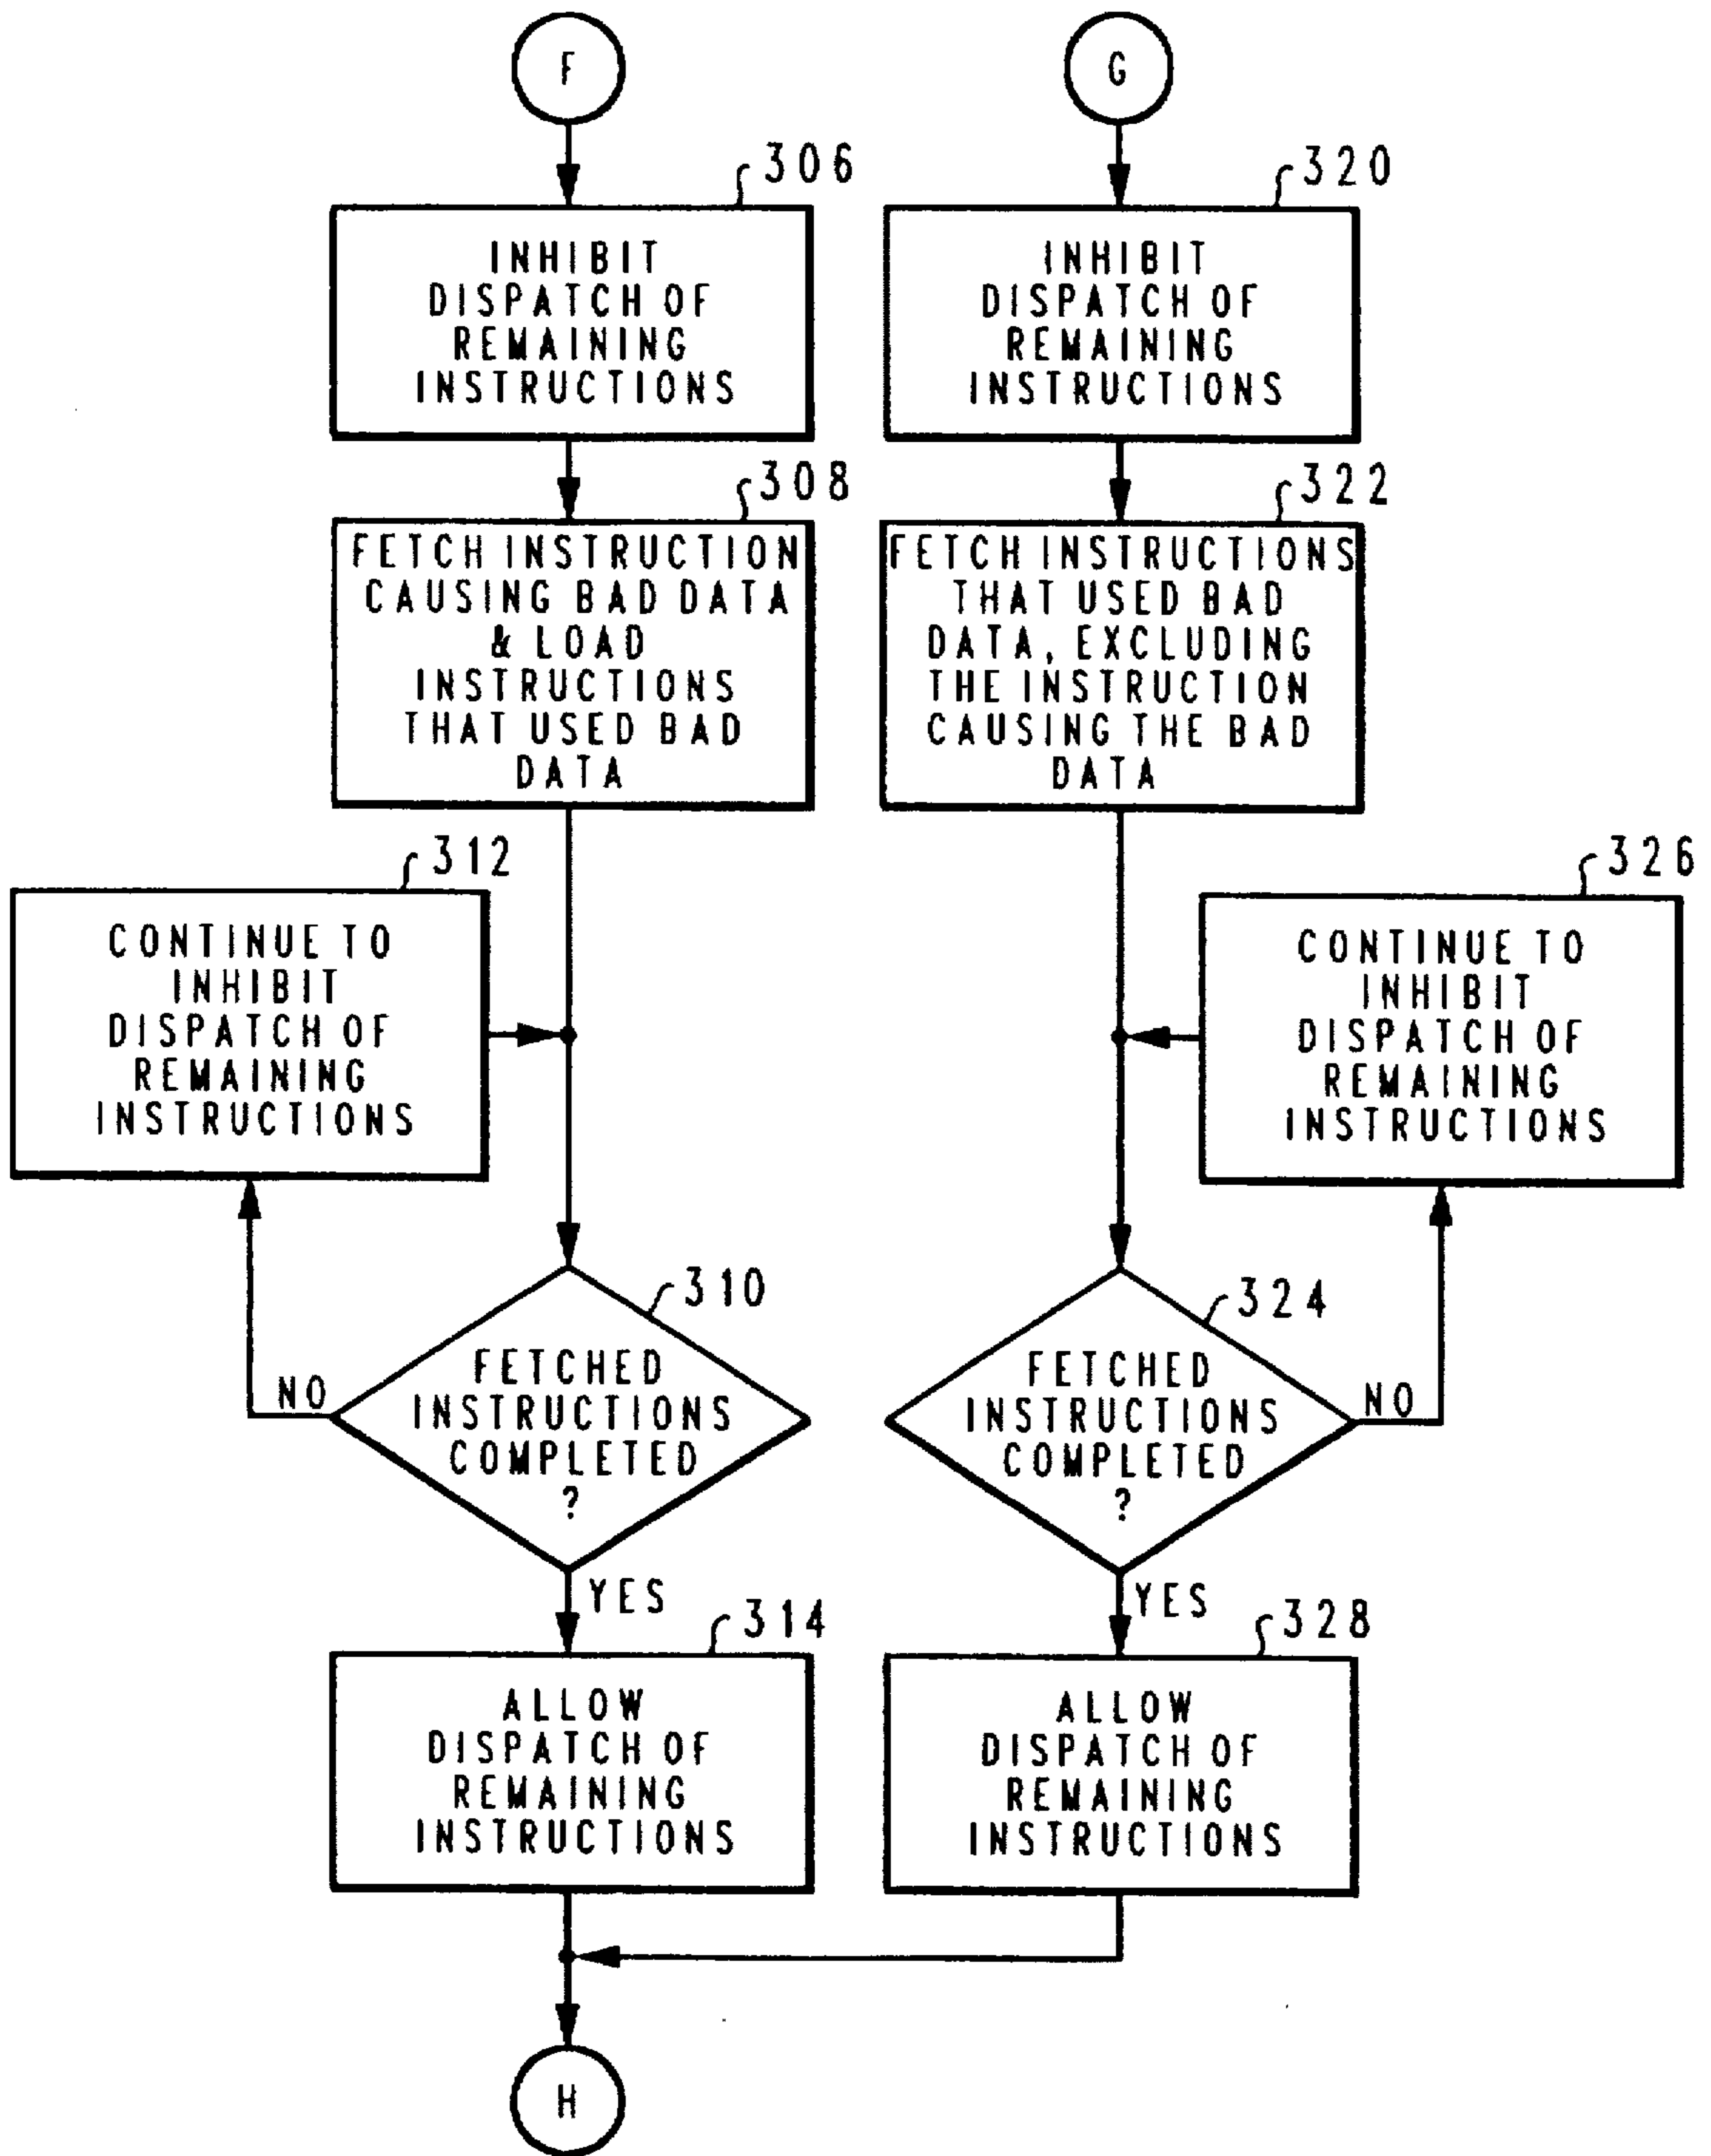 F
306
INHIBIT
DISPATCH OF
REMAINING
INSTRUCTIONS
308
FETCH INSTRUCTION
CAUSING BAD DATA
& LOAD
INSTRUCTIONS
THAT USED BAD
DATA
312
CONTINUE TO
INHIBIT
DISPATCH OF
REMAINING
INSTRUCTIONS
310
FETCHED
INSTRUCTIONS
COMPLETED
?
NO
YES
314
ALLOW
DISPATCH OF
REMAINING
INSTRUCTIONS
G
320
INHIBIT
DISPATCH OF
REMAINING
INSTRUCTIONS
322
FETCH INSTRUCTIONS
THAT USED BAD
DATA, EXCLUDING
THE INSTRUCTION
CAUSING THE BAD
DATA
326
CONTINUE TO
INHIBIT
DISPATCH OF
REMAINING
INSTRUCTIONS
324
FETCHED
INSTRUCTIONS
COMPLETED
?
NO
YES
328
ALLOW
DISPATCH OF
REMAINING
INSTRUCTIONS
H